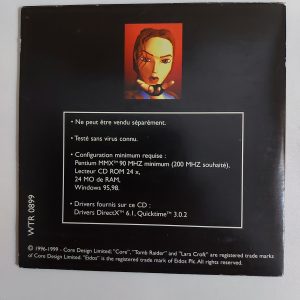 • Ne peut être vendu séparément.
• Testé sans virus connu.
• Configuration minimum requise :
Pentium MMX™ 90 MHZ minimum (200 MHZ souhaité),
Lecteur CD ROM 24 x,
24 MO de RAM,
Windows 95,98.
• Drivers fournis sur ce CD :
Drivers DirectX™ 6.1, Quicktime™ 3.0.2
WTR 0899
© 1996-1999 - Core Design Limited. "Core", "Tomb Raider" and "Lara Croft" are registered trade marks
of Core Design Limited. "Eidos" is the registered trade mark of Eidos Plc. All rights reserved.